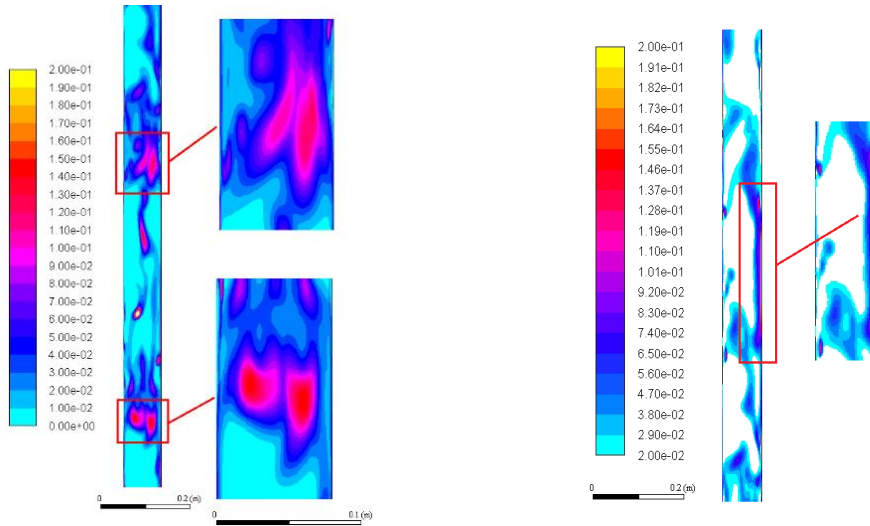 2.00e-01
1.90e-01
1.80e-01
1.70e-01
1.60e-01
1.50e-01
1.40e-01
1.30e-01
1.20e-01
1.10e-01
1.00e-01
9.00e-02
8.00e-02
7.00e-02
6.00e-02
5.00e-02
4.00e-02
3.00e-02
2.00e-02
1.00e-02
0.00e+00
0 0.2 (m)
0 0.1 (m)
2.00e-01
1.91e-01
1.82e-01
1.73e-01
1.64e-01
1.55e-01
1.46e-01
1.37e-01
1.28e-01
1.19e-01
1.10e-01
1.01e-01
9.20e-02
8.30e-02
7.40e-02
6.50e-02
5.60e-02
4.70e-02
3.80e-02
2.90e-02
2.00e-02
0 0.2 (m)